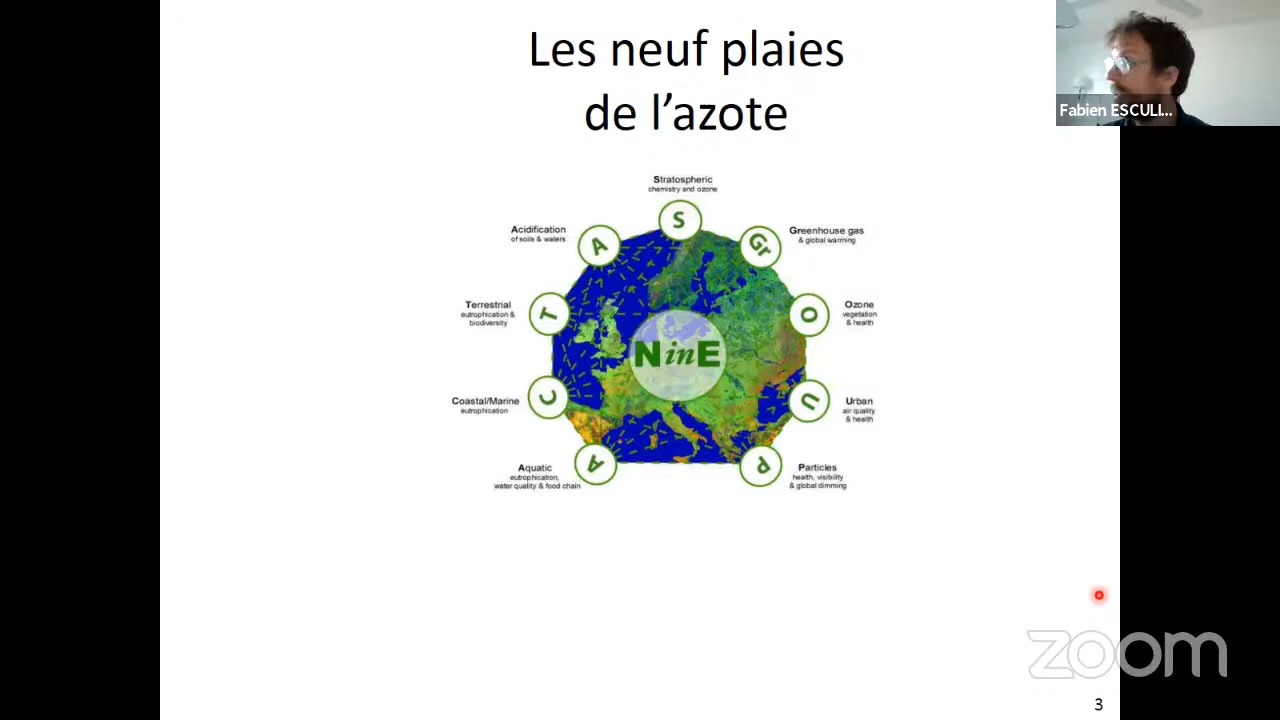 Les neuf plaies
de l’azote
Fabien ESCULI...
Stratospheric
chemistry and ozone
S
Acidification
of soils & waters
A
Greenhouse gas
& global warming
Gr
Terrestrial
eutrophication &
biodiversity
T
Ozone
vegetation
& health
O
NinE
Coastal/Marine
eutrophication
C
Urban
air quality
& health
U
Aquatic
eutrophication,
water quality & food chain
A
Particles
health, visibility
& global dimming
P
zoom
3